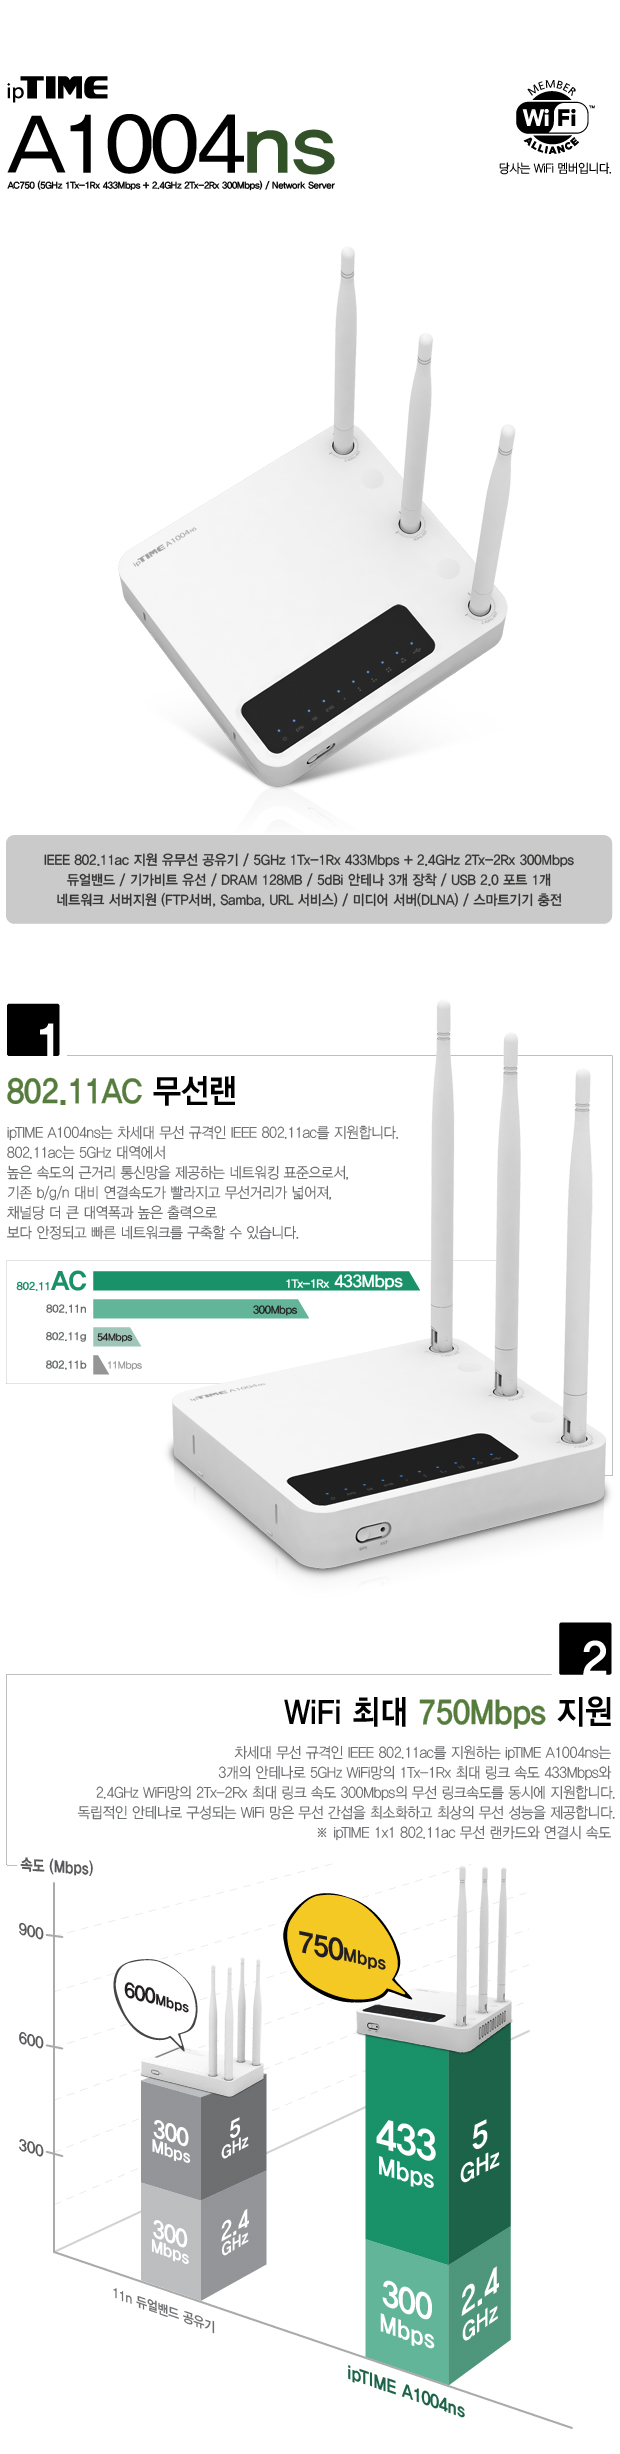 ipTIME
A1004ns
AC750 (5GHz 1Tx-1Rx 433Mbps + 2.4GHz 2Tx-2Rx 300Mbps) / Network Server
MEMBER
WiFi™
ALLIANCE
당사는 WiFi 멤버입니다.
ipTIME A1004ns
IEEE 802.11ac 지원 유무선 공유기 / 5GHz 1Tx-1Rx 433Mbps + 2.4GHz 2Tx-2Rx 300Mbps
듀얼밴드 / 기가비트 유선 / DRAM 128MB / 5dBi 안테나 3개 장착 / USB 2.0 포트 1개
네트워크 서버지원 (FTP서버, Samba, URL 서비스) / 미디어 서버(DLNA) / 스마트기기 충전
1
802.11AC 무선랜
ipTIME A1004ns는 차세대 무선 규격인 IEEE 802.11ac를 지원합니다.
802.11ac는 5GHz 대역에서
높은 속도의 근거리 통신망을 제공하는 네트워킹 표준으로서,
기존 b/g/n 대비 연결속도가 빨라지고 무선거리가 넓어져,
채널당 더 큰 대역폭과 높은 출력으로
보다 안정되고 빠른 네트워크를 구축할 수 있습니다.
802.11AC 1Tx-1Rx 433Mbps
802.11n 300Mbps
802.11g 54Mbps
802.11b 11Mbps
ipTIME A1004ns
2
WiFi 최대 750Mbps 지원
차세대 무선 규격인 IEEE 802.11ac를 지원하는 ipTIME A1004ns는
3개의 안테나로 5GHz WiFi망의 1Tx-1Rx 최대 링크 속도 433Mbps와
2.4GHz WiFi망의 2Tx-2Rx 최대 링크 속도 300Mbps의 무선 링크속도를 동시에 지원합니다.
독립적인 안테나로 구성되는 WiFi 망은 무선 간섭을 최소화하고 최상의 무선 성능을 제공합니다.
※ ipTIME 1x1 802.11ac 무선 랜카드와 연결시 속도
속도 (Mbps)
900
600
300
600Mbps
750Mbps
300
Mbps
5
GHz
300
Mbps
2.4
GHz
433
Mbps
5
GHz
300
Mbps
2.4
GHz
11n 듀얼밴드 공유기
ipTIME A1004ns